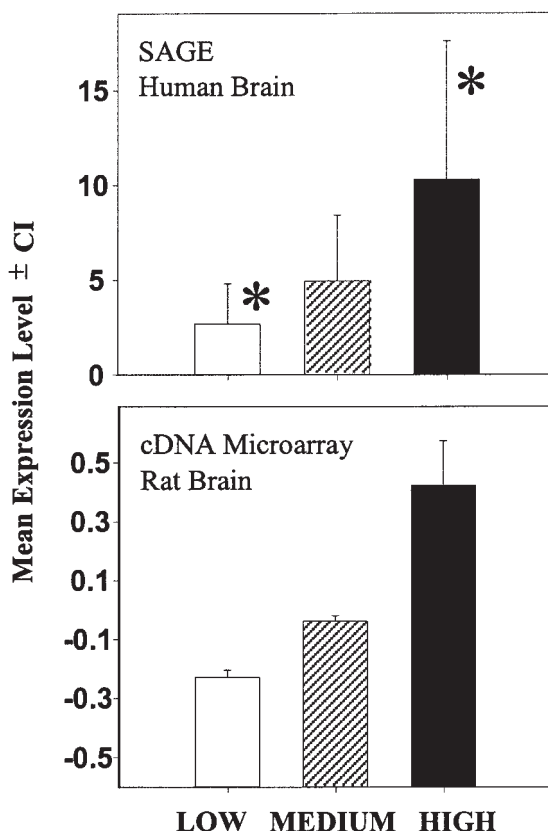 SAGE
Human Brain
15
10
5
0
*
*
Mean Expression Level ± CI
cDNA Microarray
Rat Brain
0.5
0.3
0.1
-0.1
-0.3
-0.5
LOW MEDIUM HIGH